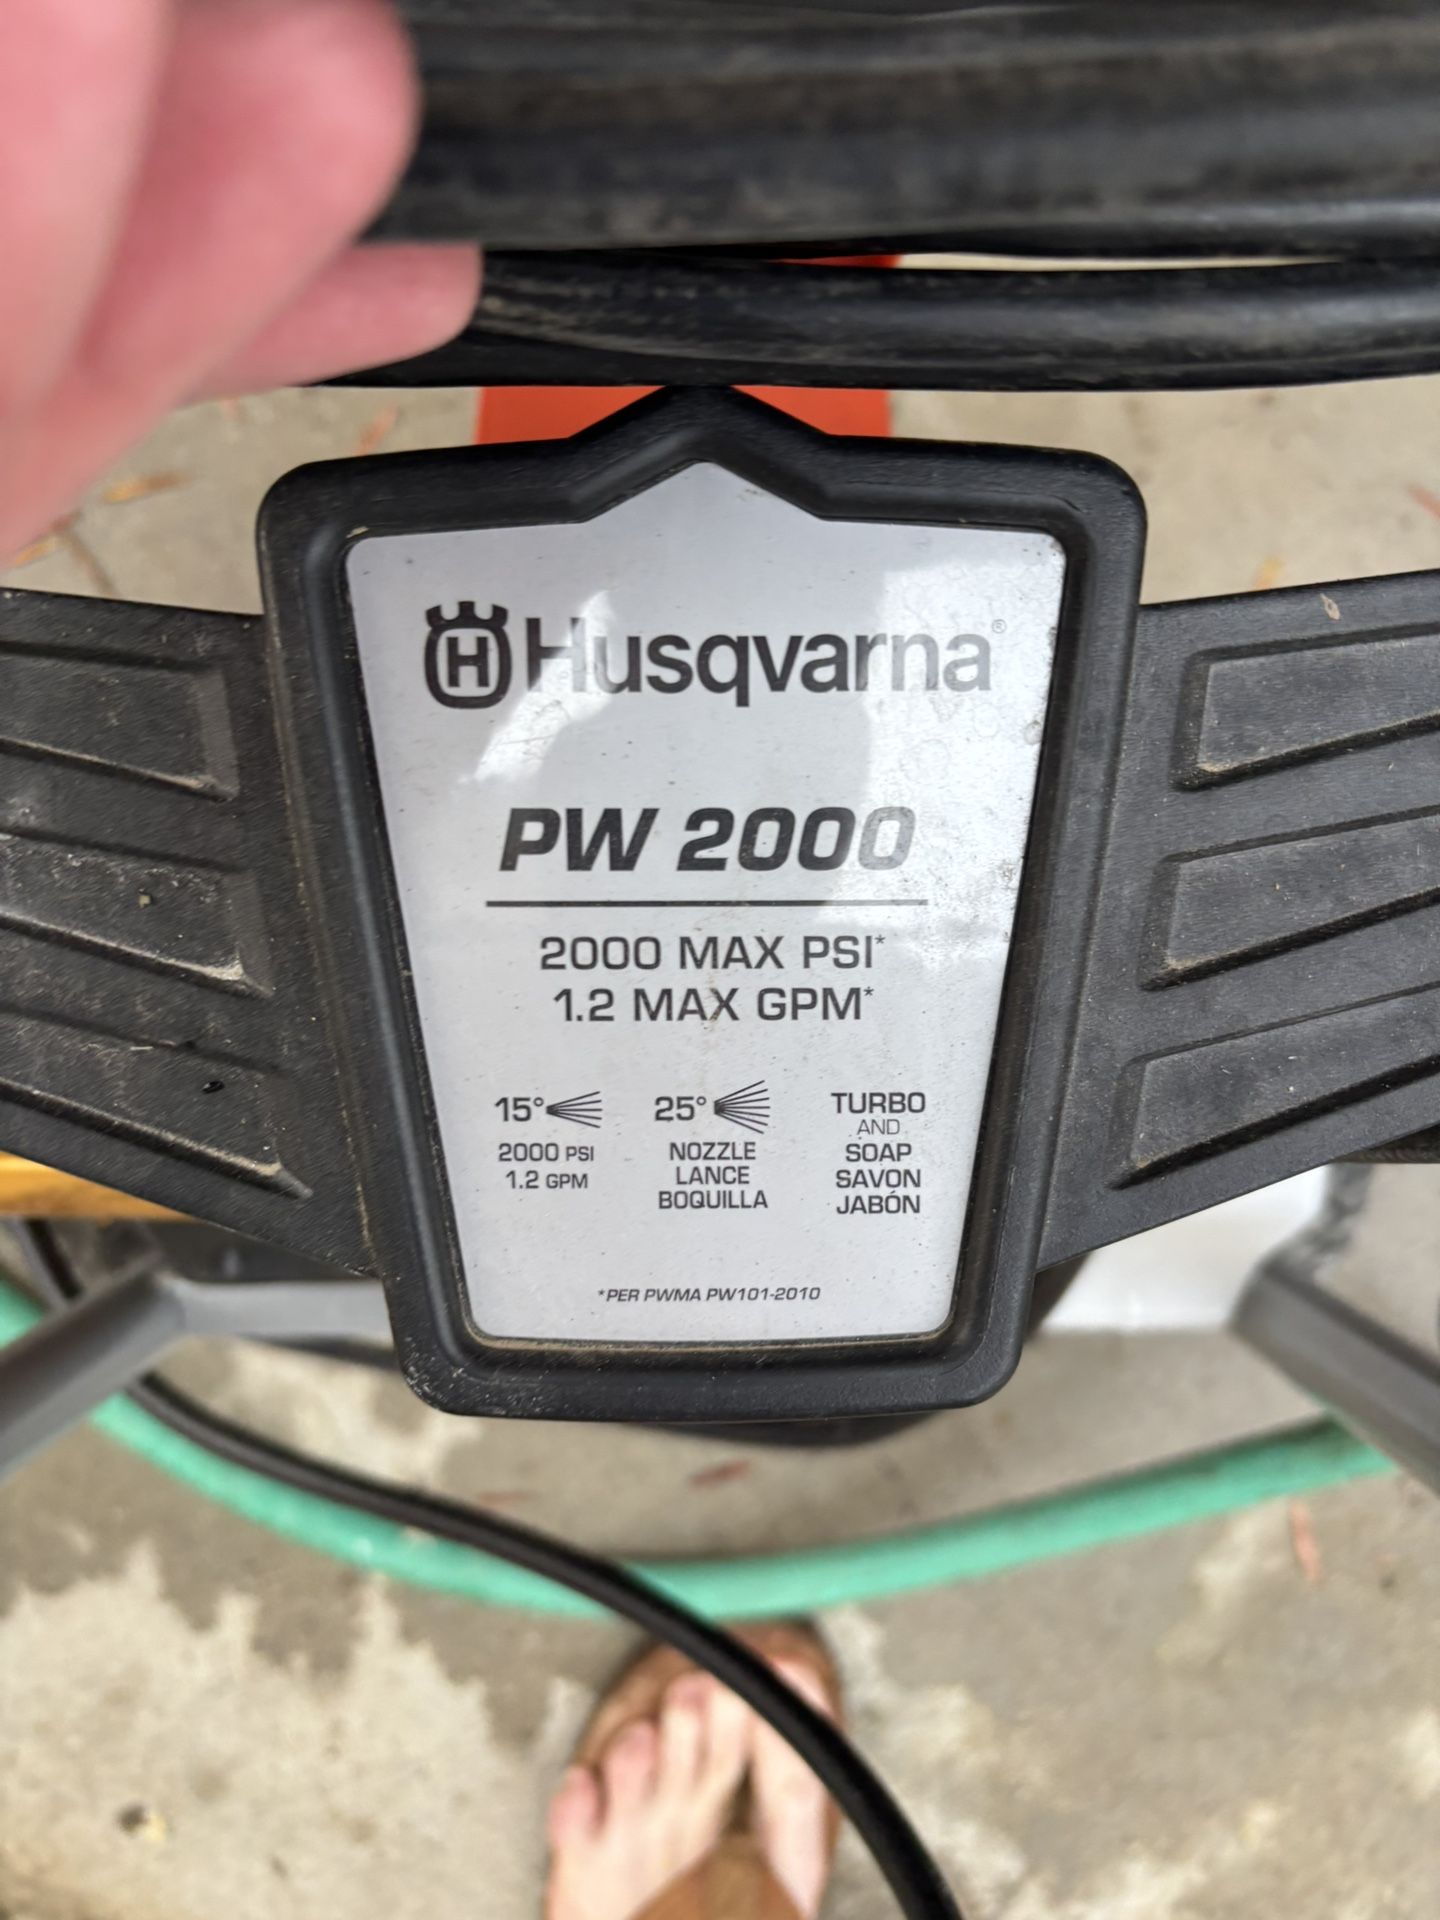 H Husqvarna®
PW 2000
2000 MAX PSI*
1.2 MAX GPM*
15°
2000 PSI
1.2 GPM
25°
NOZZLE
LANCE
BOQUILLA
TURBO
AND
SOAP
SAVON
JABÓN
*PER PWMA PW101-2010